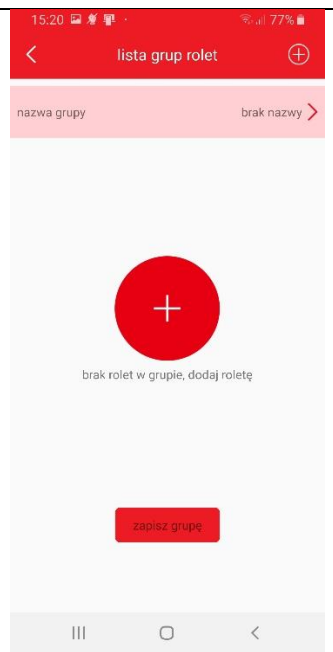 15:20 77%
lista grup rolet
nazwa grupy brak nazwy
brak rolet w grupie, dodaj roletę
zapisz grupę